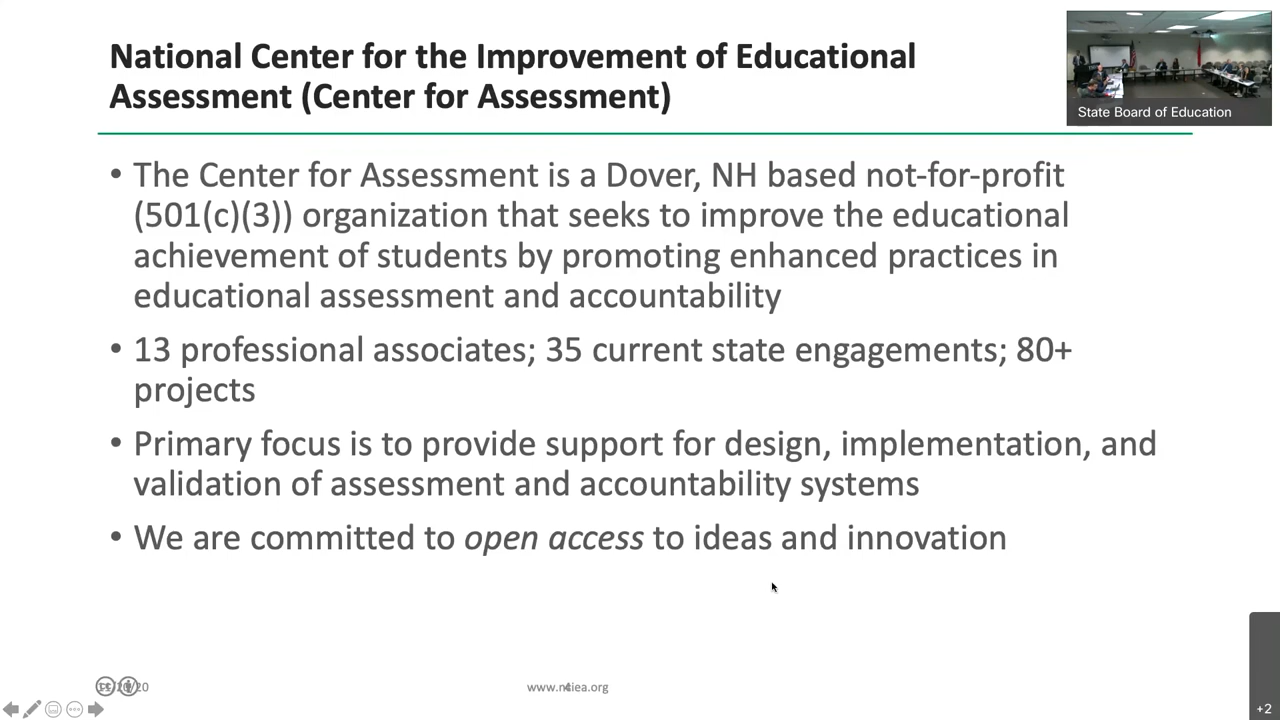 National Center for the Improvement of Educational
Assessment (Center for Assessment)
State Board of Education
• The Center for Assessment is a Dover, NH based not-for-profit
(501(c)(3)) organization that seeks to improve the educational
achievement of students by promoting enhanced practices in
educational assessment and accountability
• 13 professional associates; 35 current state engagements; 80+
projects
• Primary focus is to provide support for design, implementation, and
validation of assessment and accountability systems
• We are committed to open access to ideas and innovation
+2